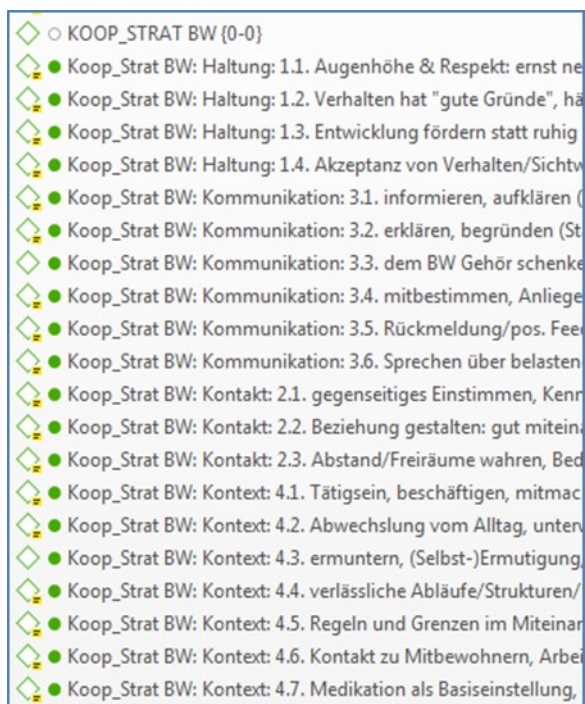 KOOP_STRAT BW {0-0}
Koop_Strat BW: Haltung: 1.1. Augenhöhe & Respekt: ernst ne
Koop_Strat BW: Haltung: 1.2. Verhalten hat "gute Gründe", hä
Koop_Strat BW: Haltung: 1.3. Entwicklung fördern statt ruhig
Koop_Strat BW: Haltung: 1.4. Akzeptanz von Verhalten/Sichtw
Koop_Strat BW: Kommunikation: 3.1. informieren, aufklären (
Koop_Strat BW: Kommunikation: 3.2. erklären, begründen (St
Koop_Strat BW: Kommunikation: 3.3. dem BW Gehör schenke
Koop_Strat BW: Kommunikation: 3.4. mitbestimmen, Anliege
Koop_Strat BW: Kommunikation: 3.5. Rückmeldung/pos. Feed
Koop_Strat BW: Kommunikation: 3.6. Sprechen über belasten
Koop_Strat BW: Kontakt: 2.1. gegenseitiges Einstimmen, Kenn
Koop_Strat BW: Kontakt: 2.2. Beziehung gestalten: gut miteina
Koop_Strat BW: Kontakt: 2.3. Abstand/Freiräume wahren, Bed
Koop_Strat BW: Kontext: 4.1. Tätigsein, beschäftigen, mitmac
Koop_Strat BW: Kontext: 4.2. Abwechslung vom Alltag, unterw
Koop_Strat BW: Kontext: 4.3. ermuntern, (Selbst-)Ermutigung,
Koop_Strat BW: Kontext: 4.4. verlässliche Abläufe/Strukturen/
Koop_Strat BW: Kontext: 4.5. Regeln und Grenzen im Miteinan
Koop_Strat BW: Kontext: 4.6. Kontakt zu Mitbewohnern, Arbei
Koop_Strat BW: Kontext: 4.7. Medikation als Basiseinstellung,